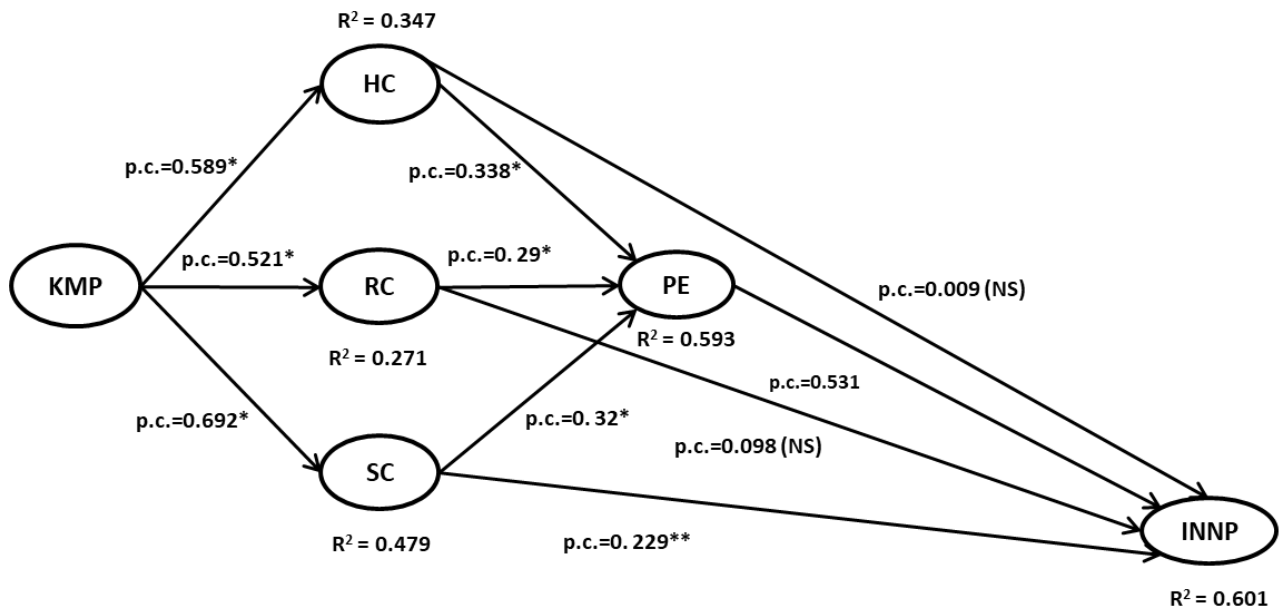 R² = 0.347
HC
p.c.=0.589*
p.c.=0.338*
p.c.=0.521*
p.c.=0. 29*
KMP
RC
PE
p.c.=0.009 (NS)
R² = 0.593
R² = 0.271
p.c.=0.531
p.c.=0.692*
p.c.=0. 32*
p.c.=0.098 (NS)
SC
INNP
R² = 0.479
p.c.=0. 229**
R² = 0.601